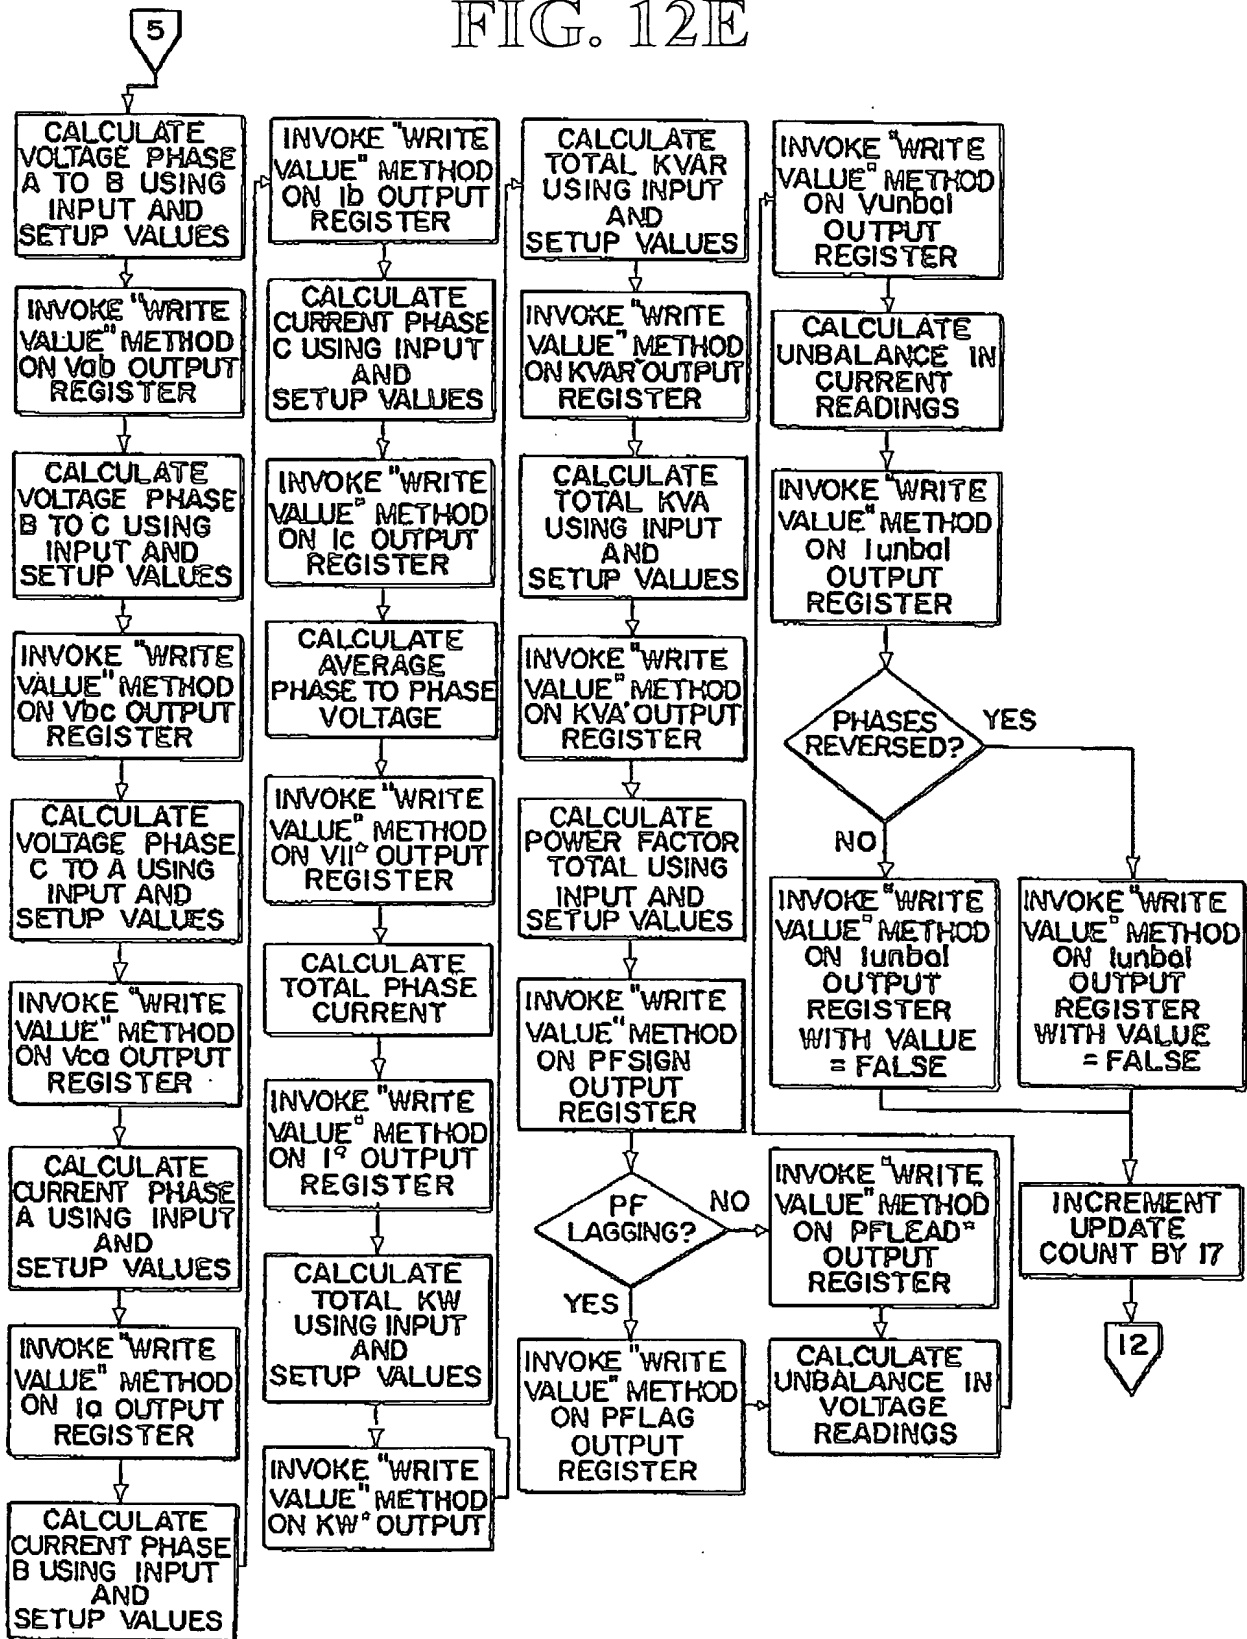 FIG. 12E
5
CALCULATE
VOLTAGE PHASE
A TO B USING
INPUT AND
SETUP VALUES
INVOKE "WRITE
VALUE" METHOD
ON Vab OUTPUT
REGISTER
CALCULATE
VOLTAGE PHASE
B TO C USING
INPUT AND
SETUP VALUES
INVOKE "WRITE
VALUE" METHOD
ON Vbc OUTPUT
REGISTER
CALCULATE
VOLTAGE PHASE
C TO A USING
INPUT AND
SETUP VALUES
INVOKE "WRITE
VALUE" METHOD
ON Vca OUTPUT
REGISTER
CALCULATE
CURRENT PHASE
A USING INPUT
AND
SETUP VALUES
INVOKE "WRITE
VALUE" METHOD
ON Ia OUTPUT
REGISTER
CALCULATE
CURRENT PHASE
B USING INPUT
AND
SETUP VALUES
INVOKE "WRITE
VALUE" METHOD
ON Ib OUTPUT
REGISTER
CALCULATE
CURRENT PHASE
C USING INPUT
AND
SETUP VALUES
INVOKE "WRITE
VALUE" METHOD
ON Ic OUTPUT
REGISTER
CALCULATE
AVERAGE
PHASE TO PHASE
VOLTAGE
INVOKE "WRITE
VALUE" METHOD
ON Vll" OUTPUT
REGISTER
CALCULATE
TOTAL PHASE
CURRENT
INVOKE "WRITE
VALUE" METHOD
ON I" OUTPUT
REGISTER
CALCULATE
TOTAL KW
USING INPUT
AND
SETUP VALUES
INVOKE "WRITE
VALUE" METHOD
ON KW" OUTPUT
CALCULATE
TOTAL KVAR
USING INPUT
AND
SETUP VALUES
INVOKE "WRITE
VALUE" METHOD
ON KVAR" OUTPUT
REGISTER
CALCULATE
TOTAL KVA
USING INPUT
AND
SETUP VALUES
INVOKE "WRITE
VALUE" METHOD
ON KVA" OUTPUT
REGISTER
CALCULATE
POWER FACTOR
TOTAL USING
INPUT AND
SETUP VALUES
INVOKE "WRITE
VALUE" METHOD
ON PFSIGN
OUTPUT
REGISTER
PF
LAGGING?
NO
YES
INVOKE "WRITE
VALUE" METHOD
ON PFLAG
OUTPUT
REGISTER
INVOKE "WRITE
VALUE" METHOD
ON PFLEAD"
OUTPUT
REGISTER
CALCULATE
UNBALANCE IN
VOLTAGE
READINGS
INVOKE "WRITE
VALUE" METHOD
ON Vunbal
OUTPUT
REGISTER
CALCULATE
UNBALANCE IN
CURRENT
READINGS
INVOKE "WRITE
VALUE" METHOD
ON Iunbal
OUTPUT
REGISTER
PHASES
REVERSED?
YES
NO
INVOKE "WRITE
VALUE" METHOD
ON Iunbal
OUTPUT
REGISTER
WITH VALUE
= FALSE
INVOKE "WRITE
VALUE" METHOD
ON Iunbal
OUTPUT
REGISTER
WITH VALUE
= FALSE
INCREMENT
UPDATE
COUNT BY 17
12